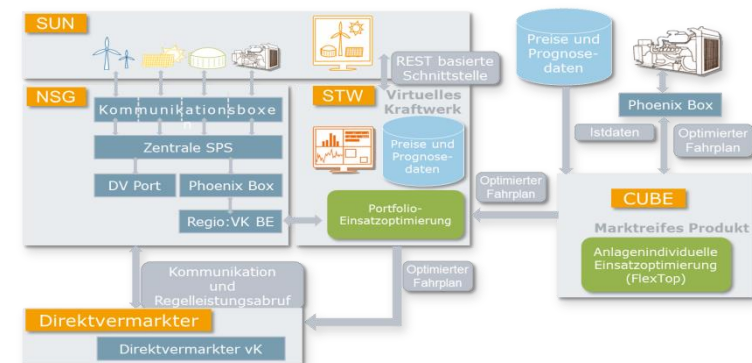 SUN
REST basierte
Schnittstelle
NSG
Kommunikationsboxe
n
Zentrale SPS
DV Port
Phoenix Box
Regio:VK BE
STW
Virtuelles
Kraftwerk
Preise und
Prognose-
daten
Portfolio-
Einsatzoptimierung
Kommunikation
und
Regelleistungsabruf
Optimierter
Fahrplan
Direktvermarkter
Direktvermarkter vK
Optimierter
Fahrplan
Preise und
Prognose-
daten
Phoenix Box
Istdaten
Optimierter
Fahrplan
CUBE
Marktreifes Produkt
Anlagenindividuelle
Einsatzoptimierung
(FlexTop)